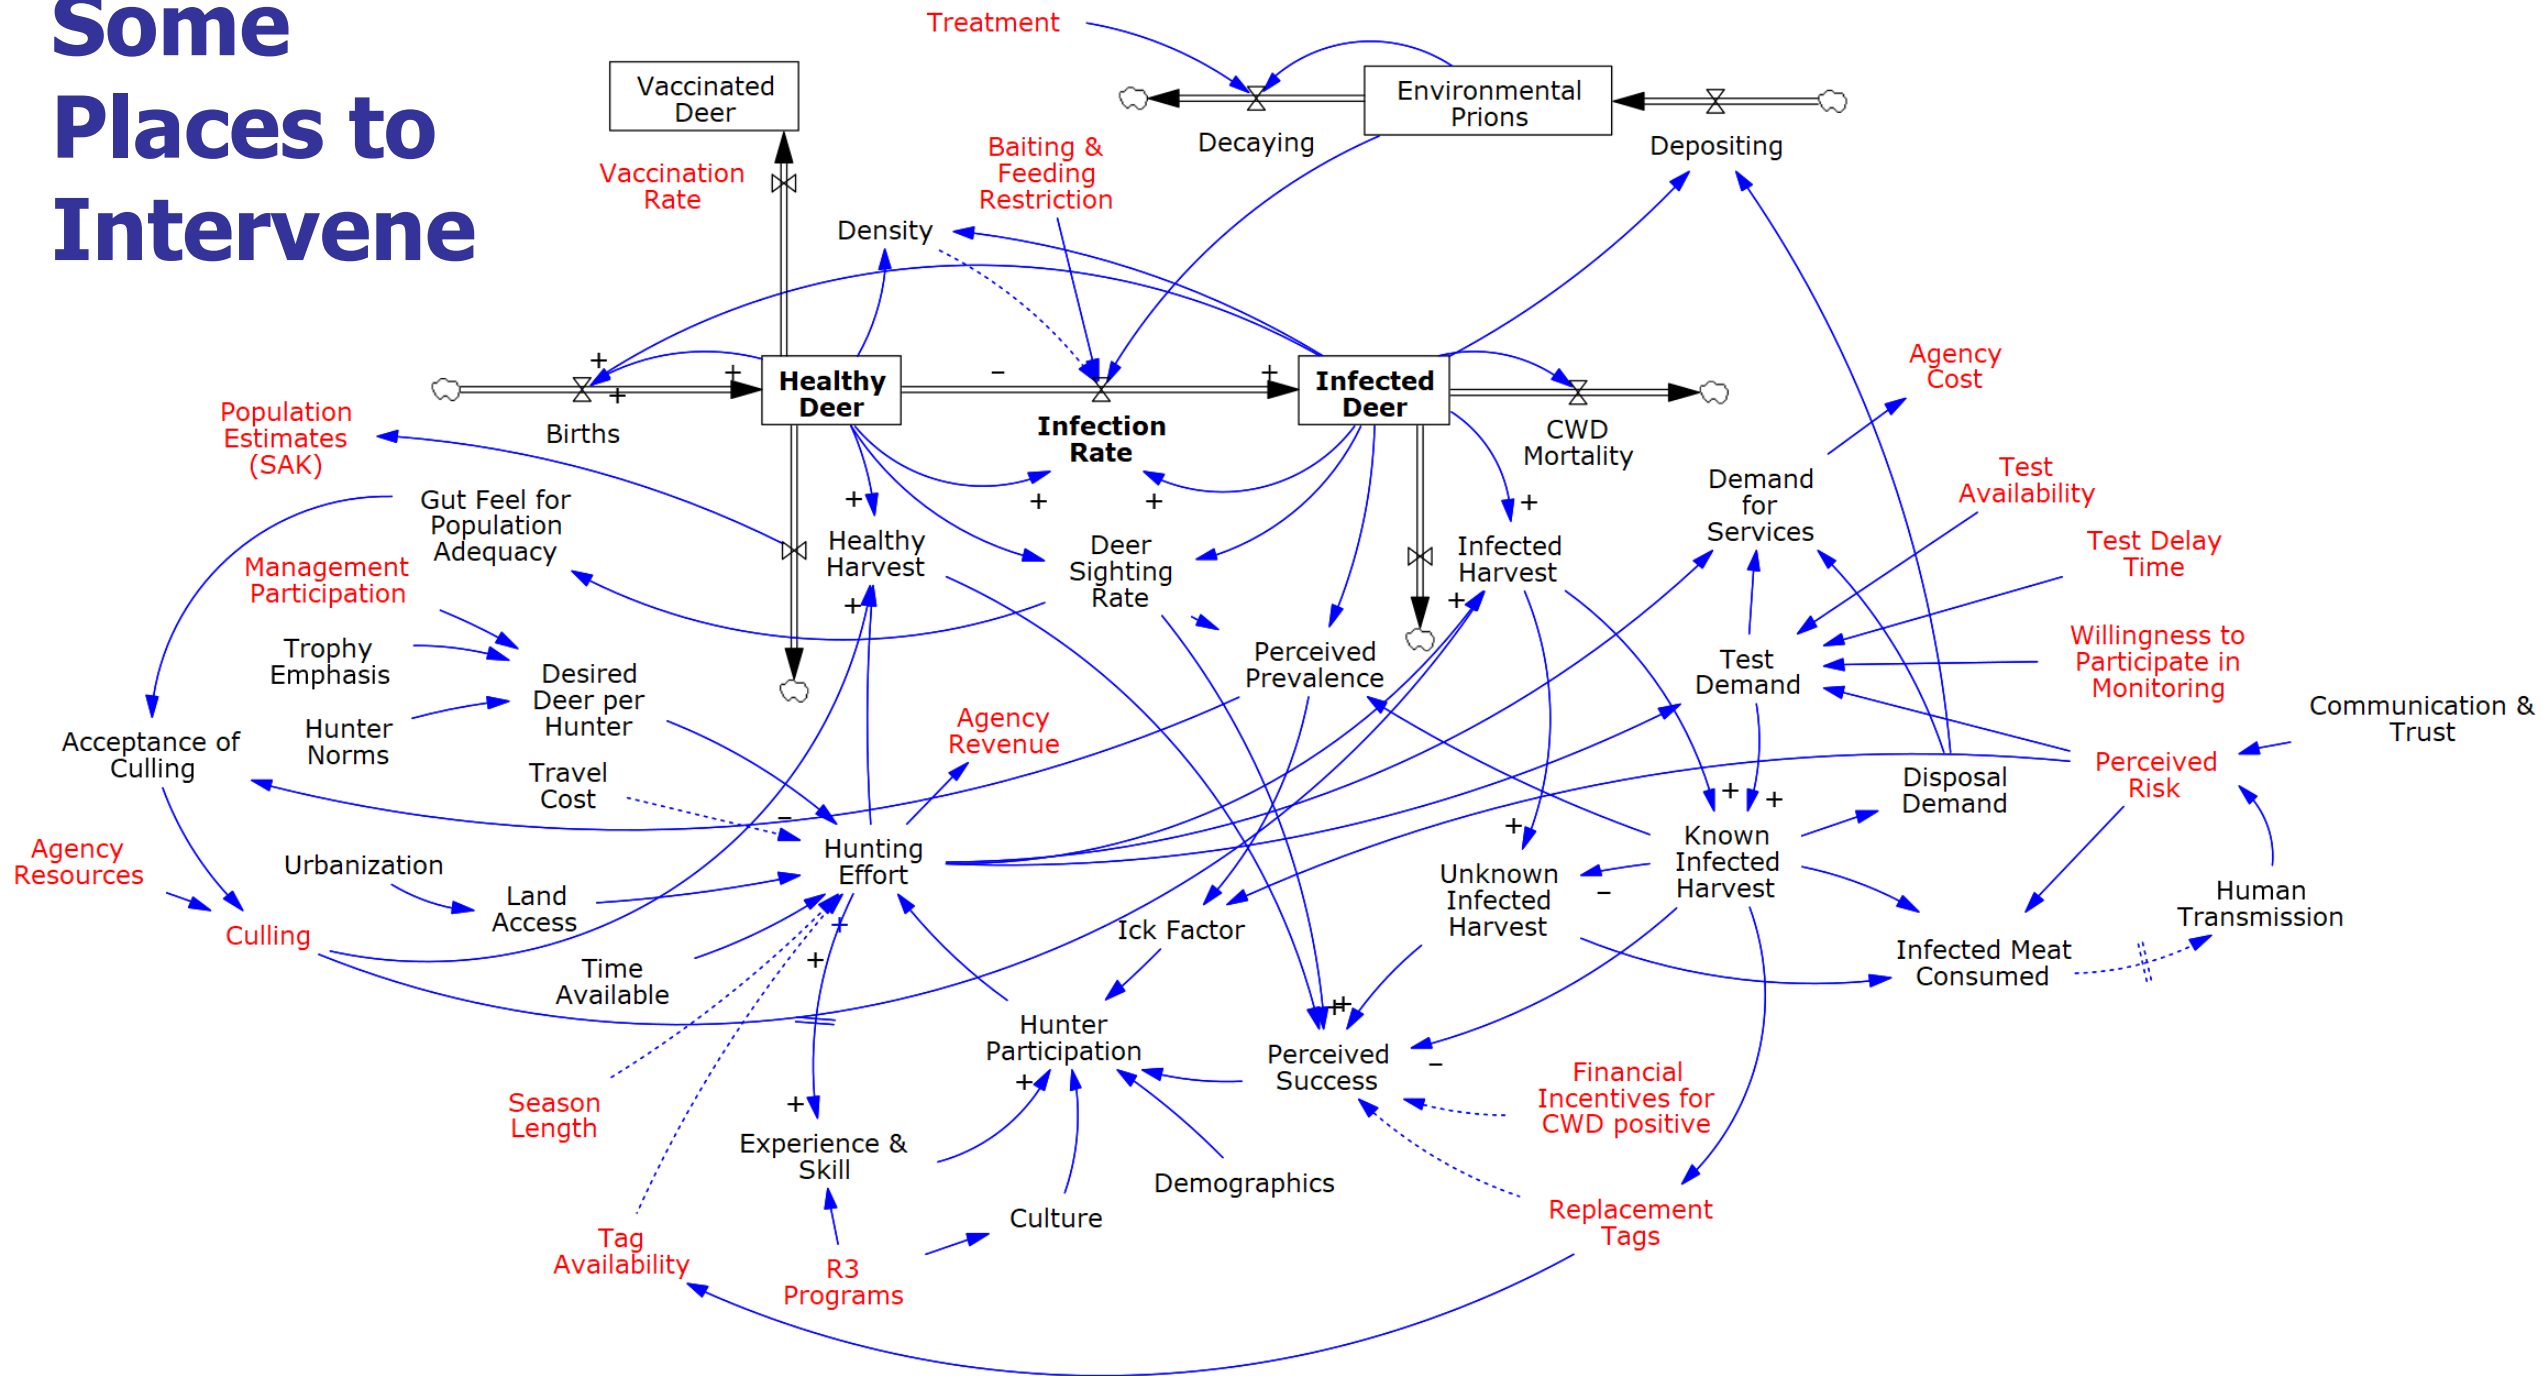 Some
Places to
Intervene
Treatment
Vaccinated
Deer
Environmental
Prions
Decaying
Depositing
Vaccination
Rate
Baiting &
Feeding
Restriction
Density
+
+
+
–
+
Healthy
Deer
Infected
Deer
Births
Infection
Rate
CWD
Mortality
Agency
Cost
Population
Estimates
(SAK)
Gut Feel for
Population
Adequacy
+
+
+
+
Healthy
Harvest
Deer
Sighting
Rate
Infected
Harvest
Demand
for
Services
Test
Availability
Test Delay
Time
Management
Participation
+
+
Trophy
Emphasis
Desired
Deer per
Hunter
Perceived
Prevalence
Test
Demand
Willingness to
Participate in
Monitoring
Communication &
Trust
Acceptance of
Culling
Hunter
Norms
Agency
Revenue
Travel
Cost
–
Perceived
Risk
Disposal
Demand
+
+
+
Agency
Resources
Urbanization
Land
Access
Hunting
Effort
Unknown
Infected
Harvest
–
Known
Infected
Harvest
Human
Transmission
Culling
Time
Available
+
+
Ick Factor
Infected Meat
Consumed
Hunter
Participation
+
+
+
Perceived
Success
–
Financial
Incentives for
CWD positive
Season
Length
+
Experience &
Skill
Demographics
Culture
Replacement
Tags
Tag
Availability
R3
Programs